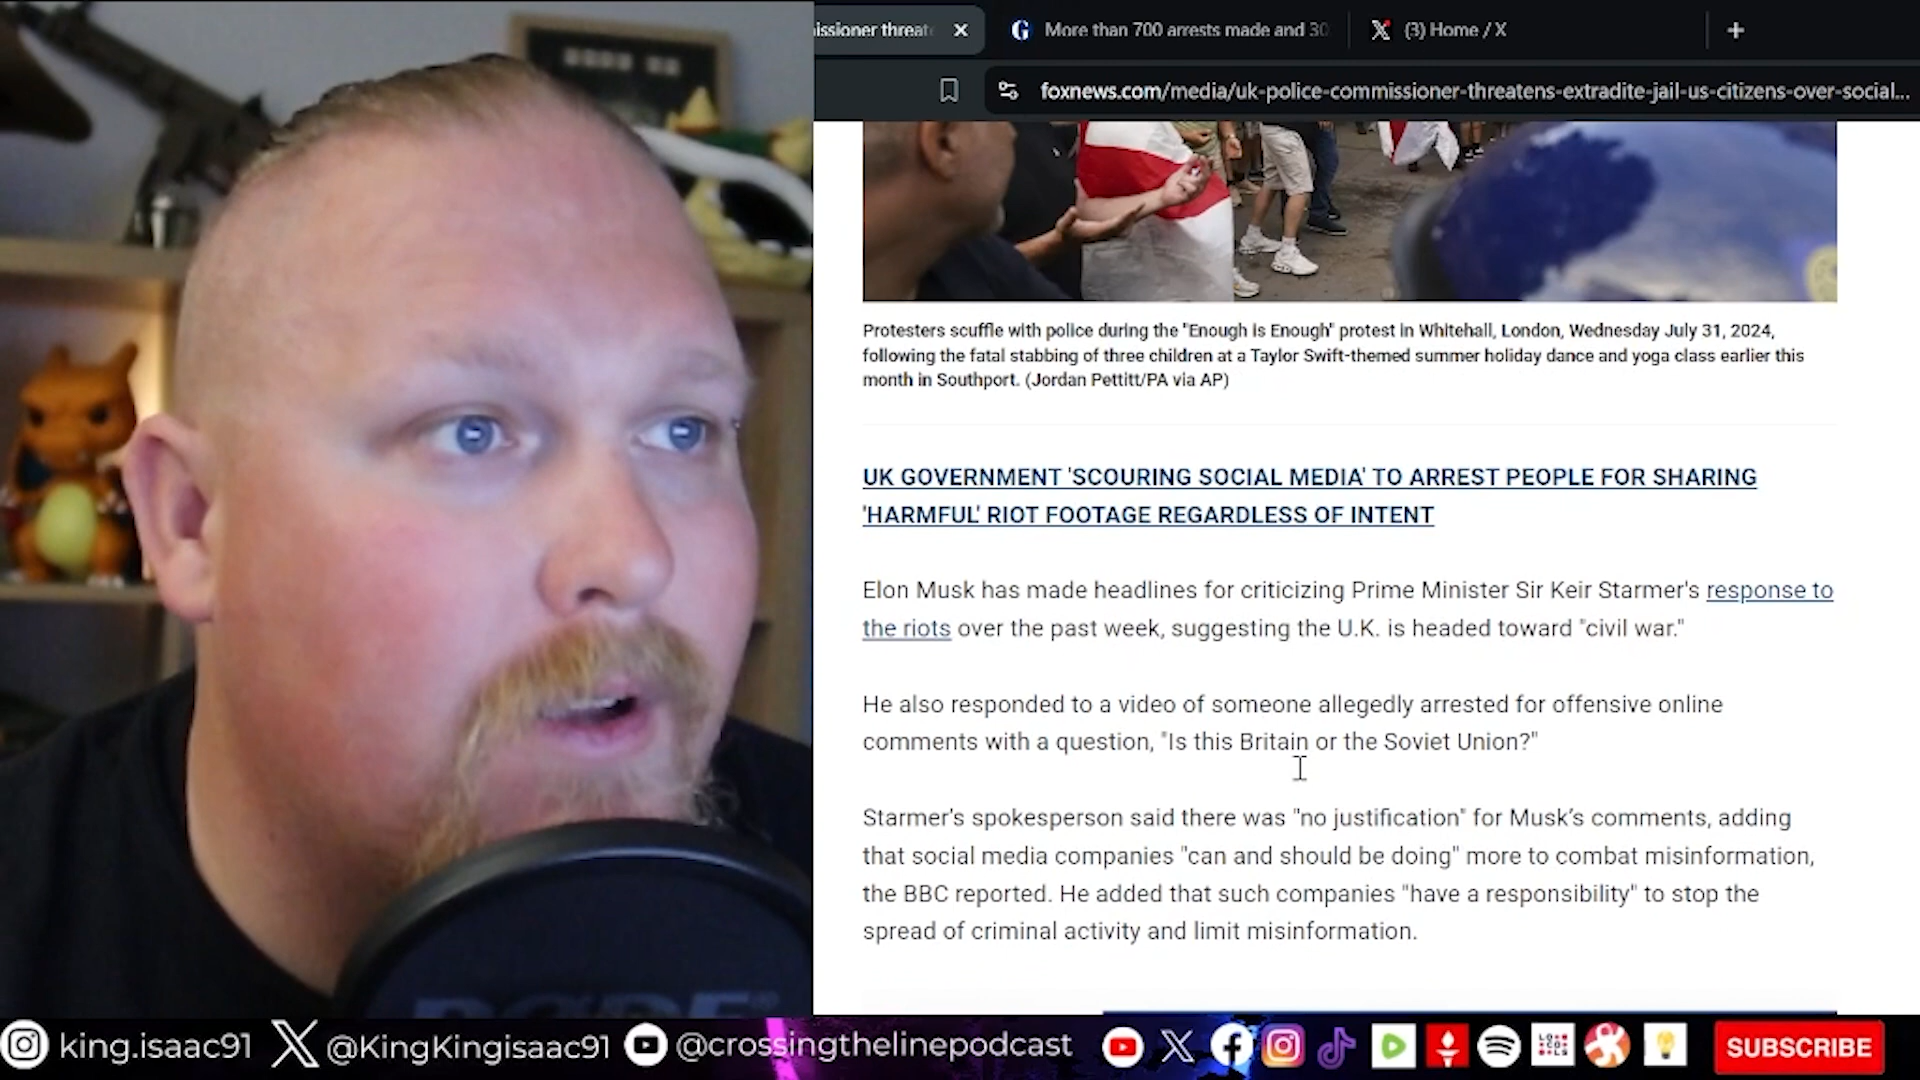 issioner threat
More than 700 arrests made and 30
(3) Home / X
foxnews.com/media/uk-police-commissioner-threatens-extradite-jail-us-citizens-over-social...
Protesters scuffle with police during the "Enough is Enough" protest in Whitehall, London, Wednesday July 31, 2024,
following the fatal stabbing of three children at a Taylor Swift-themed summer holiday dance and yoga class earlier this
month in Southport. (Jordan Pettitt/PA via AP)
UK GOVERNMENT 'SCOURING SOCIAL MEDIA' TO ARREST PEOPLE FOR SHARING
'HARMFUL' RIOT FOOTAGE REGARDLESS OF INTENT
Elon Musk has made headlines for criticizing Prime Minister Sir Keir Starmer's response to
the riots over the past week, suggesting the U.K. is headed toward "civil war."
He also responded to a video of someone allegedly arrested for offensive online
comments with a question, "Is this Britain or the Soviet Union?"
Starmer's spokesperson said there was "no justification" for Musk's comments, adding
that social media companies "can and should be doing" more to combat misinformation,
the BBC reported. He added that such companies "have a responsibility" to stop the
spread of criminal activity and limit misinformation.
king.isaac91 @KingKingisaac91 @crossingthelinepodcast
LOCALS
SUBSCRIBE